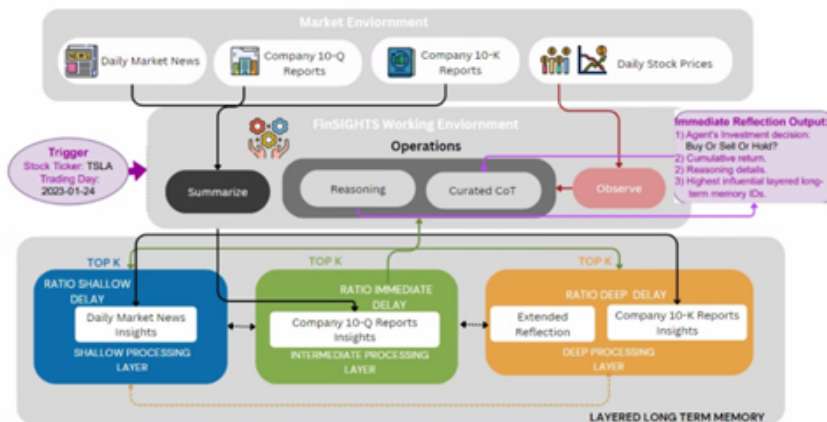 Market Enviornment
Daily Market News
Company 10-Q
Reports
Company 10-K
Reports
Daily Stock Prices
FinSIGHTS Working Enviornment
Operations
Trigger
Stock Ticker: TSLA
Trading Day:
2023-01-24
Summarize
Reasoning
Curated CoT
Observe
Immediate Reflection Output:
1) Agent's Investment decision:
Buy Or Sell Or Hold?
2) Cumulative return.
2) Reasoning details.
3) Highest influential layered long-
term memory IDs.
TOP K
TOP K
TOP K
RATIO SHALLOW
DELAY
Daily Market News
Insights
SHALLOW PROCESSING
LAYER
RATIO IMMEDIATE
DELAY
Company 10-Q Reports
Insights
INTERMEDIATE PROCESSING
LAYER
RATIO DEEP DELAY
Extended
Reflection
Company 10-K Reports
Insights
DEEP PROCESSING
LAYER
LAYERED LONG TERM MEMORY